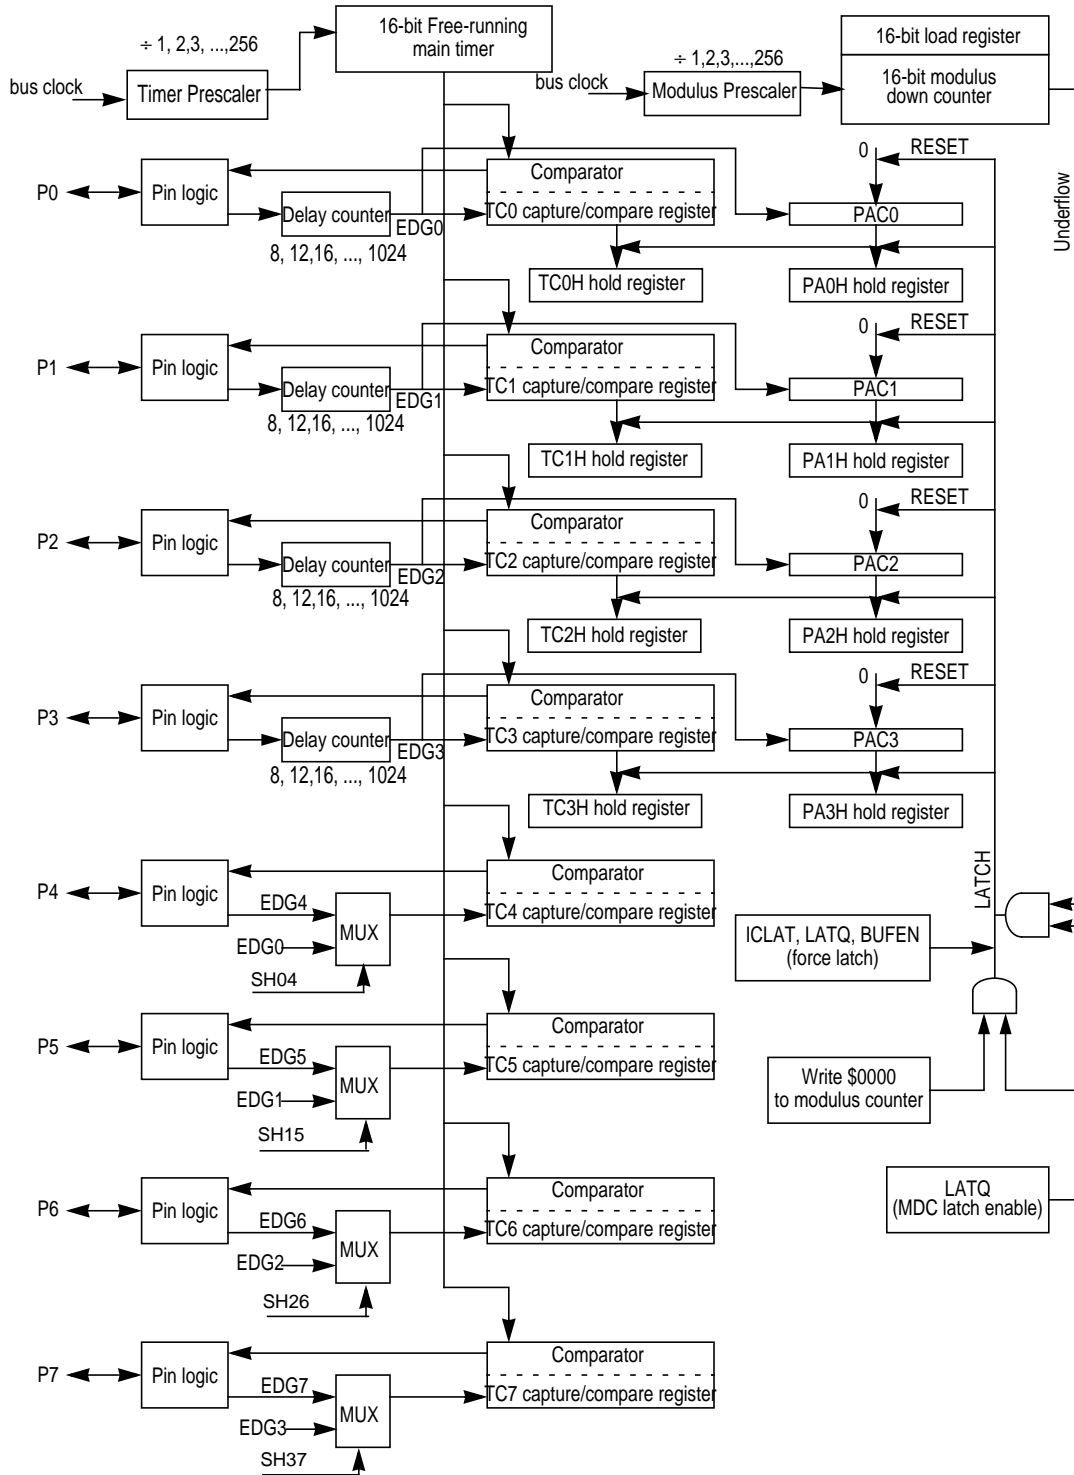 16-bit Free-running
main timer
÷ 1, 2,3, ...,256
bus clock
Timer Prescaler
÷ 1,2,3,...,256
bus clock
Modulus Prescaler
16-bit load register
16-bit modulus
down counter
Underflow
P0
Pin logic
Delay counter
8, 12,16, ..., 1024
EDG0
Comparator
TC0 capture/compare register
TC0H hold register
0
RESET
PAC0
PA0H hold register
P1
Pin logic
Delay counter
8, 12,16, ..., 1024
EDG1
Comparator
TC1 capture/compare register
TC1H hold register
0
RESET
PAC1
PA1H hold register
P2
Pin logic
Delay counter
8, 12,16, ..., 1024
EDG2
Comparator
TC2 capture/compare register
TC2H hold register
0
RESET
PAC2
PA2H hold register
P3
Pin logic
Delay counter
8, 12,16, ..., 1024
EDG3
Comparator
TC3 capture/compare register
TC3H hold register
0
RESET
PAC3
PA3H hold register
P4
Pin logic
EDG4
EDG0
MUX
SH04
Comparator
TC4 capture/compare register
LATCH
ICLAT, LATQ, BUFEN
(force latch)
P5
Pin logic
EDG5
EDG1
MUX
SH15
Comparator
TC5 capture/compare register
Write $0000
to modulus counter
P6
Pin logic
EDG6
EDG2
MUX
SH26
Comparator
TC6 capture/compare register
LATQ
(MDC latch enable)
P7
Pin logic
EDG7
EDG3
MUX
SH37
Comparator
TC7 capture/compare register